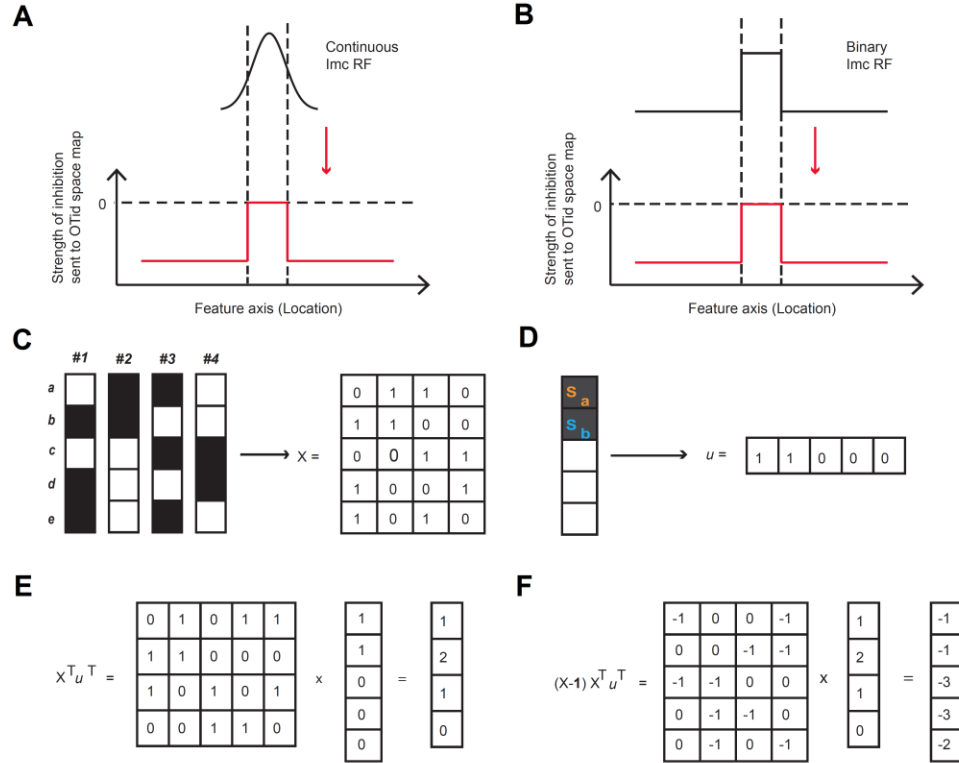 A
Continuous
Imc RF
Strength of inhibition
sent to OTid space map
0
Feature axis (Location)
B
Binary
Imc RF
Strength of inhibition
sent to OTid space map
0
Feature axis (Location)
C
#1 #2 #3 #4
a
b
c
d
e
X =
0 1 1 0
1 1 0 0
0 0 1 1
1 0 0 1
1 0 1 0
D
S a
S b
u =
1 1 0 0 0
E
X^T u^T =
0 1 0 1 1
1 1 0 0 0
1 0 1 0 1
0 0 1 1 0
x
1
1
0
0
0
=
1
2
1
0
F
(X-1) X^T u^T =
-1 0 0 -1
0 0 -1 -1
-1 -1 0 0
0 -1 -1 0
0 -1 0 -1
x
1
2
1
0
=
-1
-1
-3
-3
-2